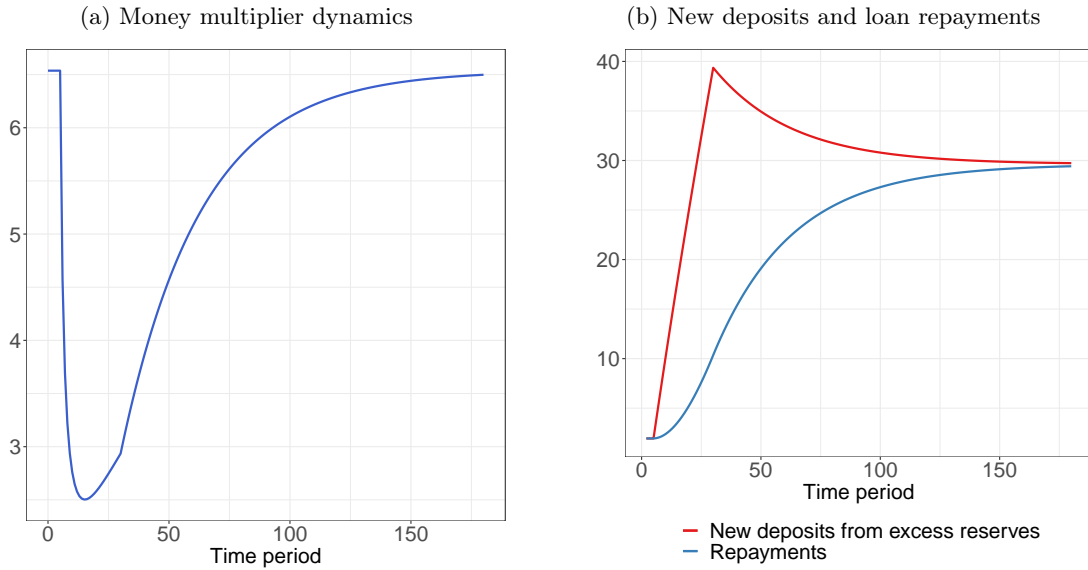 (a) Money multiplier dynamics
6
5
4
3
0
50
100
150
Time period
(b) New deposits and loan repayments
40
30
20
10
0
50
100
150
Time period
New deposits from excess reserves
Repayments